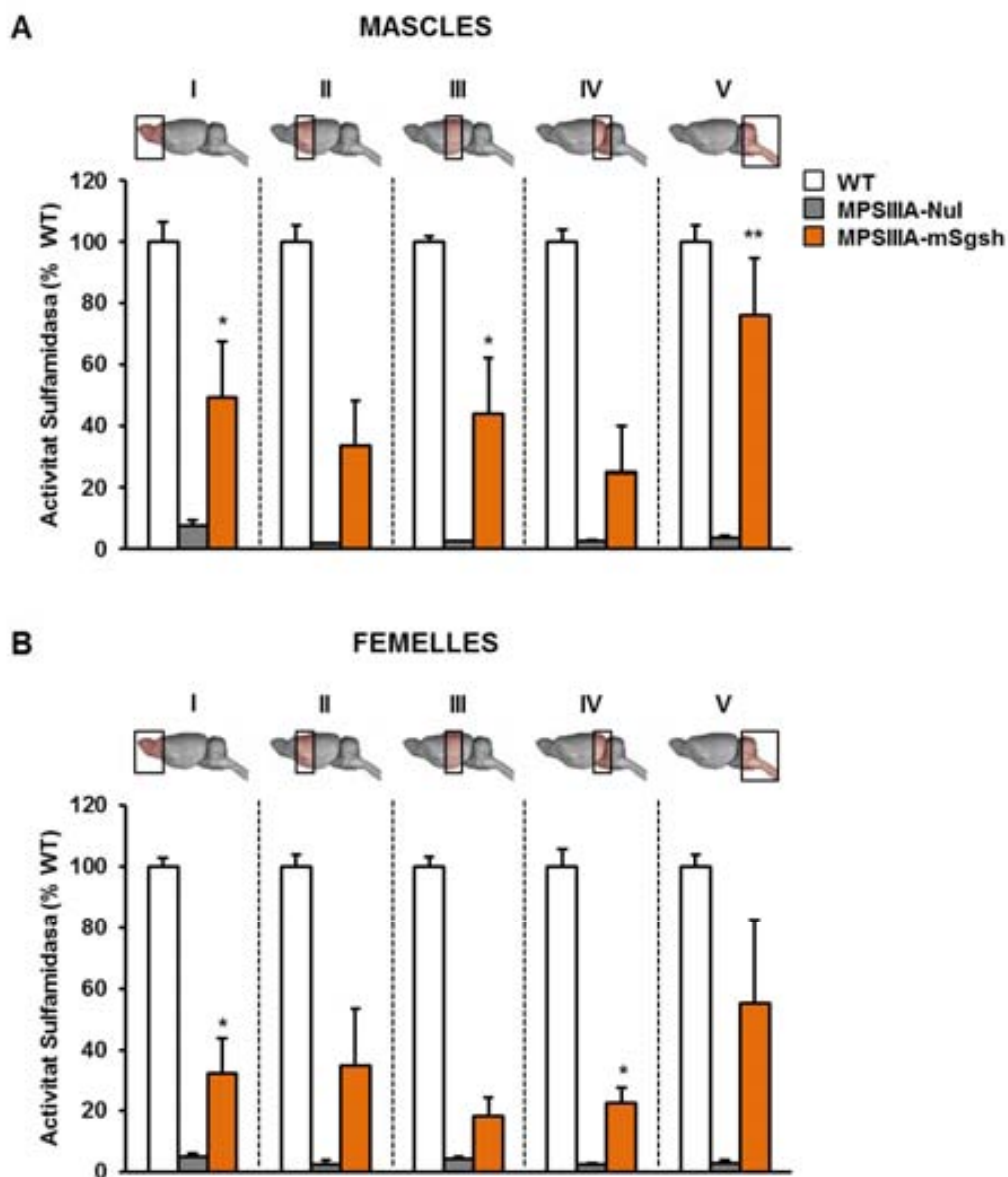 A MASCLES
I II III IV V
120
100
80
60
40
20
0
Activitat Sulfamidasa (% WT)
* * **
WT
MPSIIIA-Nul
MPSIIIA-mSgsh
B FEMELLES
I II III IV V
120
100
80
60
40
20
0
Activitat Sulfamidasa (% WT)
* *